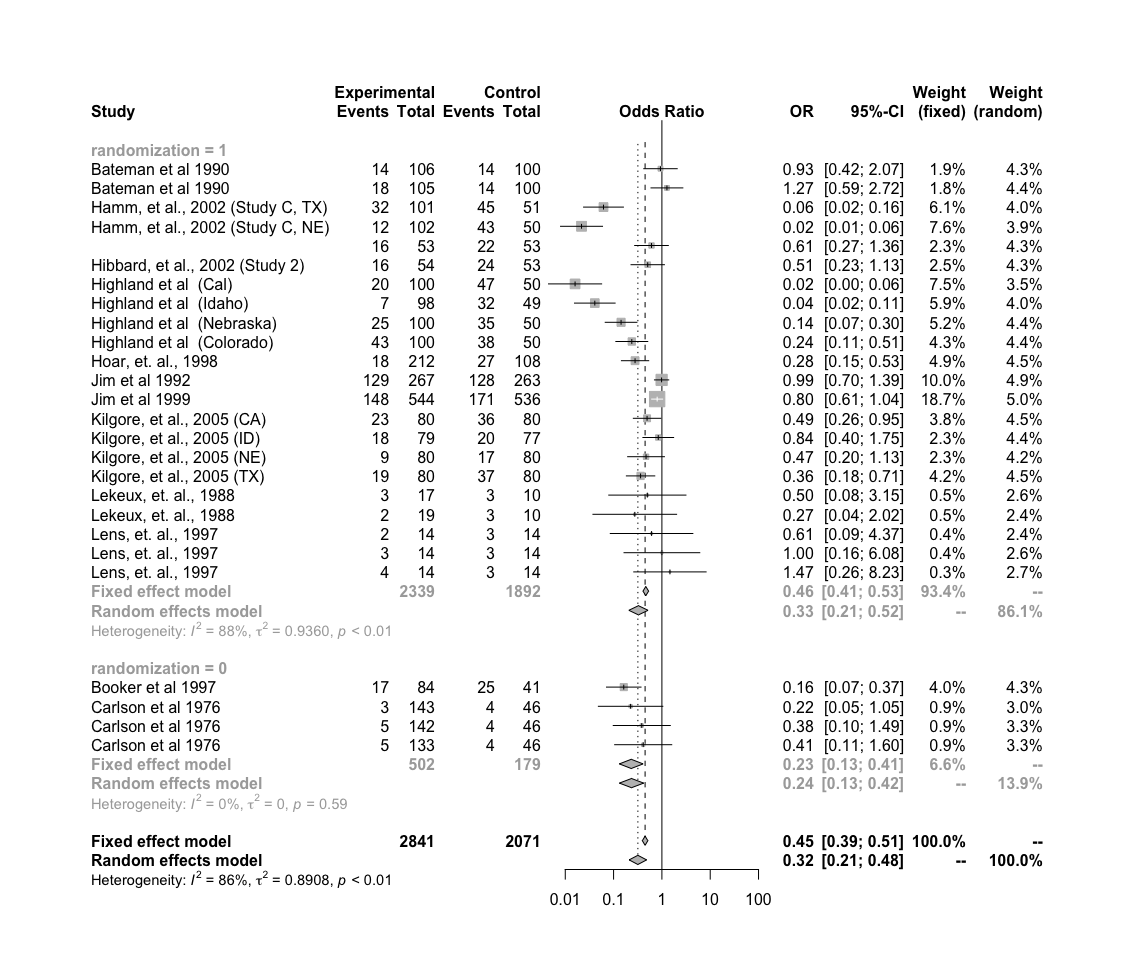 Experimental Control Weight Weight
Study Events Total Events Total Odds Ratio OR 95%-CI (fixed) (random)
randomization = 1
Bateman et al 1990 14 106 14 100 0.93 [0.42; 2.07] 1.9% 4.3%
Bateman et al 1990 18 105 14 100 1.27 [0.59; 2.72] 1.8% 4.4%
Hamm, et al., 2002 (Study C, TX) 32 101 45 51 0.06 [0.02; 0.16] 6.1% 4.0%
Hamm, et al., 2002 (Study C, NE) 12 102 43 50 0.02 [0.01; 0.06] 7.6% 3.9%
16 53 22 53 0.61 [0.27; 1.36] 2.3% 4.3%
Hibbard, et al., 2002 (Study 2) 16 54 24 53 0.51 [0.23; 1.13] 2.5% 4.3%
Highland et al (Cal) 20 100 47 50 0.02 [0.00; 0.06] 7.5% 3.5%
Highland et al (Idaho) 7 98 32 49 0.04 [0.02; 0.11] 5.9% 4.0%
Highland et al (Nebraska) 25 100 35 50 0.14 [0.07; 0.30] 5.2% 4.4%
Highland et al (Colorado) 43 100 38 50 0.24 [0.11; 0.51] 4.3% 4.4%
Hoar, et. al., 1998 18 212 27 108 0.28 [0.15; 0.53] 4.9% 4.5%
Jim et al 1992 129 267 128 263 0.99 [0.70; 1.39] 10.0% 4.9%
Jim et al 1999 148 544 171 536 0.80 [0.61; 1.04] 18.7% 5.0%
Kilgore, et al., 2005 (CA) 23 80 36 80 0.49 [0.26; 0.95] 3.8% 4.5%
Kilgore, et al., 2005 (ID) 18 79 20 77 0.84 [0.40; 1.75] 2.3% 4.4%
Kilgore, et al., 2005 (NE) 9 80 17 80 0.47 [0.20; 1.13] 2.3% 4.2%
Kilgore, et al., 2005 (TX) 19 80 37 80 0.36 [0.18; 0.71] 4.2% 4.5%
Lekeux, et. al., 1988 3 17 3 10 0.50 [0.08; 3.15] 0.5% 2.6%
Lekeux, et. al., 1988 2 19 3 10 0.27 [0.04; 2.02] 0.5% 2.4%
Lens, et. al., 1997 2 14 3 14 0.61 [0.09; 4.37] 0.4% 2.4%
Lens, et. al., 1997 3 14 3 14 1.00 [0.16; 6.08] 0.4% 2.6%
Lens, et. al., 1997 4 14 3 14 1.47 [0.26; 8.23] 0.3% 2.7%
Fixed effect model 2339 1892 0.46 [0.41; 0.53] 93.4% --
Random effects model 0.33 [0.21; 0.52] -- 86.1%
Heterogeneity: I² = 88%, τ² = 0.9360, p < 0.01
randomization = 0
Booker et al 1997 17 84 25 41 0.16 [0.07; 0.37] 4.0% 4.3%
Carlson et al 1976 3 143 4 46 0.22 [0.05; 1.05] 0.9% 3.0%
Carlson et al 1976 5 142 4 46 0.38 [0.10; 1.49] 0.9% 3.3%
Carlson et al 1976 5 133 4 46 0.41 [0.11; 1.60] 0.9% 3.3%
Fixed effect model 502 179 0.23 [0.13; 0.41] 6.6% --
Random effects model 0.24 [0.13; 0.42] -- 13.9%
Heterogeneity: I² = 0%, τ² = 0, p = 0.59
Fixed effect model 2841 2071 0.45 [0.39; 0.51] 100.0% --
Random effects model 0.32 [0.21; 0.48] -- 100.0%
Heterogeneity: I² = 86%, τ² = 0.8908, p < 0.01
0.01 0.1 1 10 100